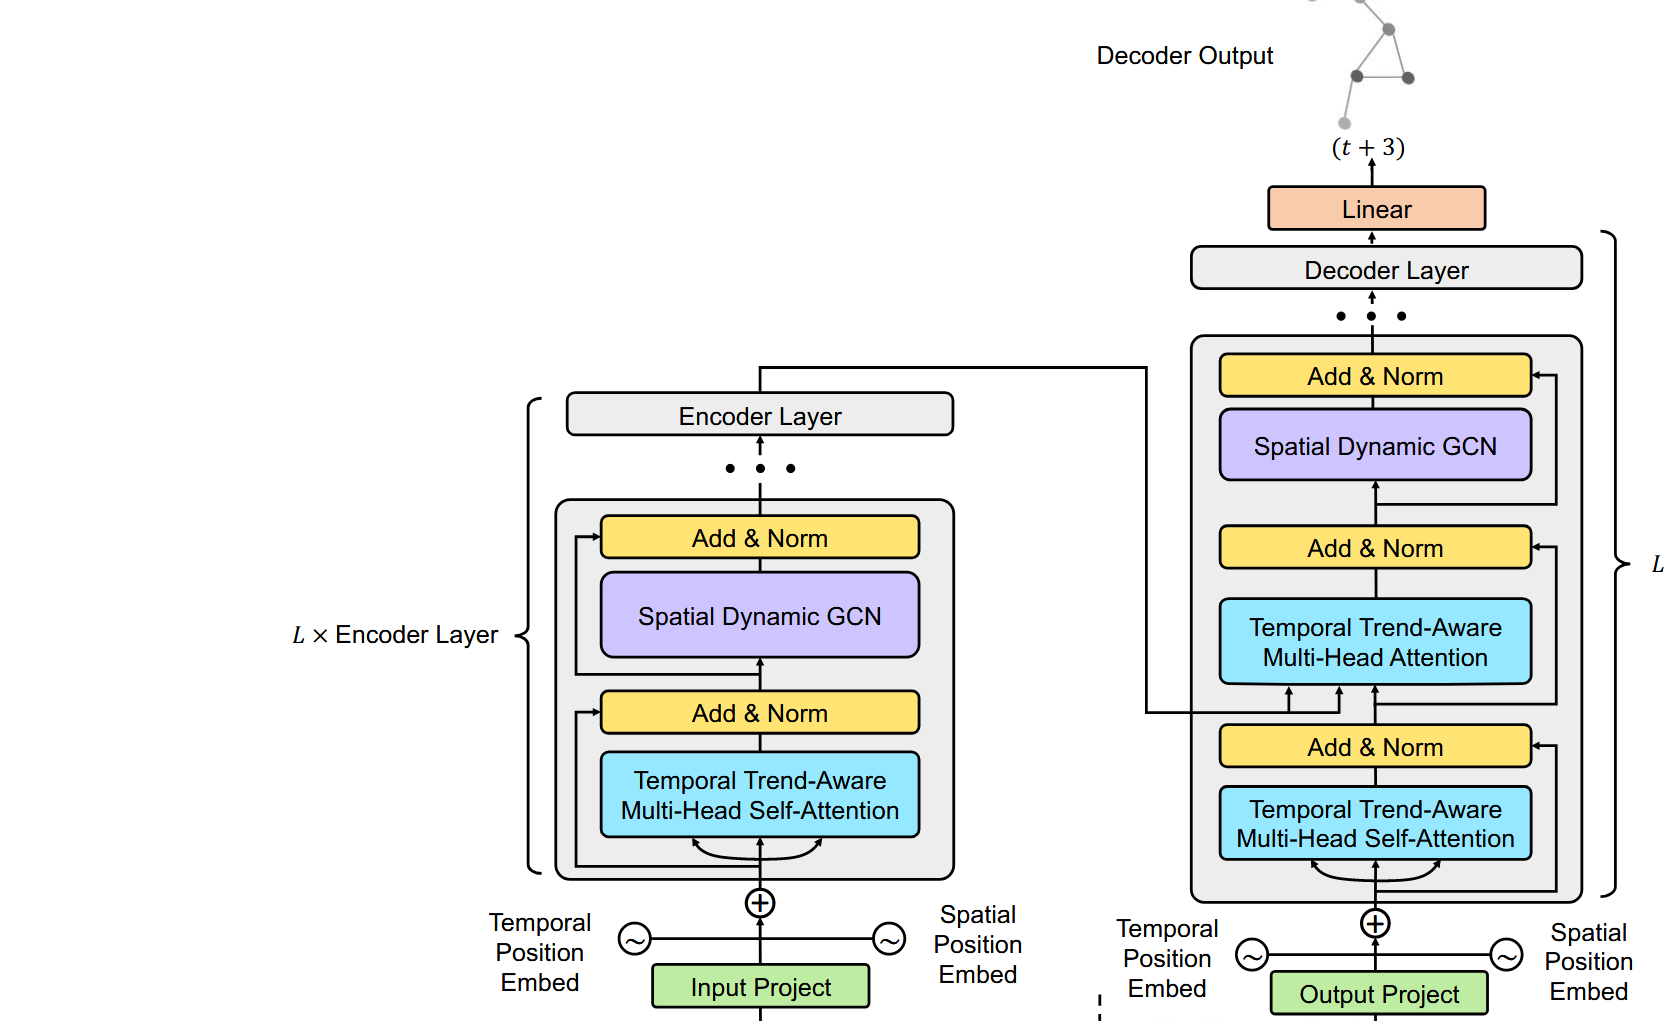 Decoder Output
(t + 3)
Linear
Decoder Layer
• • •
Add & Norm
Spatial Dynamic GCN
Add & Norm
Temporal Trend-Aware
Multi-Head Attention
Add & Norm
Temporal Trend-Aware
Multi-Head Self-Attention
L
Temporal
Position
Embed
Spatial
Position
Embed
Output Project
Encoder Layer
• • •
Add & Norm
Spatial Dynamic GCN
Add & Norm
Temporal Trend-Aware
Multi-Head Self-Attention
L × Encoder Layer
Temporal
Position
Embed
Spatial
Position
Embed
Input Project